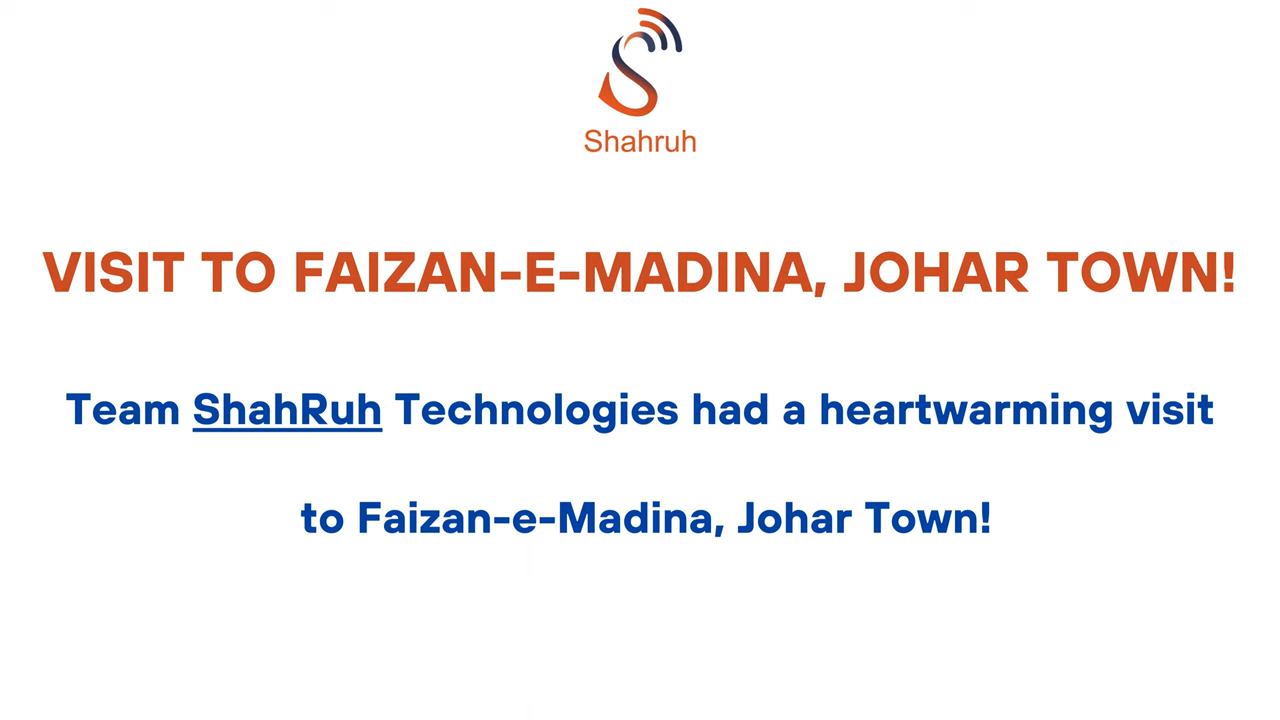 Shahruh
VISIT TO FAIZAN-E-MADINA, JOHAR TOWN!
Team ShahRuh Technologies had a heartwarming visit
to Faizan-e-Madina, Johar Town!